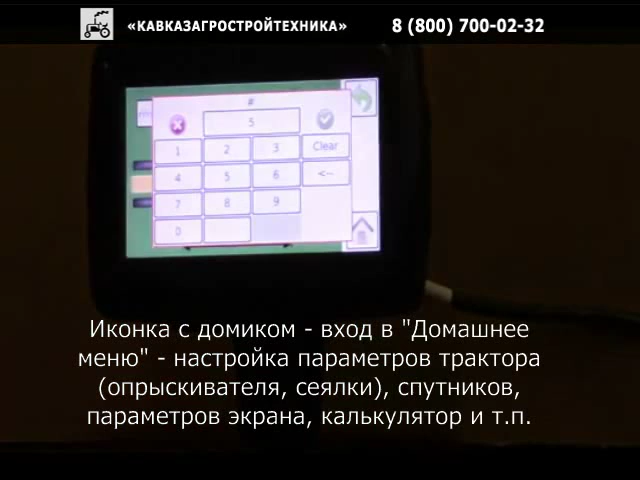 «КАВКАЗАГРОСТРОЙТЕХНИКА» 8 (800) 700-02-32
#
5
1 2 3 Clear
4 5 6 <--
7 8 9
0
Иконка с домиком - вход в "Домашнее
меню" - настройка параметров трактора
(опрыскивателя, сеялки), спутников,
параметров экрана, калькулятор и т.п.